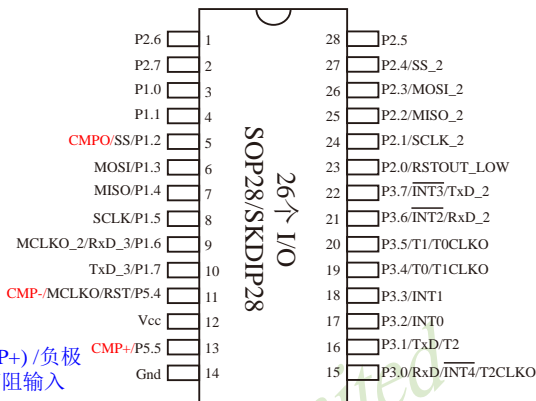 P2.6 1 28 P2.5
P2.7 2 27 P2.4/SS_2
P1.0 3 26 P2.3/MOSI_2
P1.1 4 25 P2.2/MISO_2
CMPO/SS/P1.2 5 24 P2.1/SCLK_2
MOSI/P1.3 6 23 P2.0/RSTOUT_LOW
MISO/P1.4 7 22 P3.7/INT3/TxD_2
SCLK/P1.5 8 21 P3.6/INT2/RxD_2
MCLKO_2/RxD_3/P1.6 9 20 P3.5/T1/T0CLKO
TxD_3/P1.7 10 19 P3.4/T0/T1CLKO
CMP-/MCLKO/RST/P5.4 11 18 P3.3/INT1
Vcc 12 17 P3.2/INT0
CMP+/P5.5 13 16 P3.1/TxD/T2
Gnd 14 15 P3.0/RxD/INT4/T2CLKO
26个 I/O
SOP28/SKDIP28
P+) /负极
阻输入